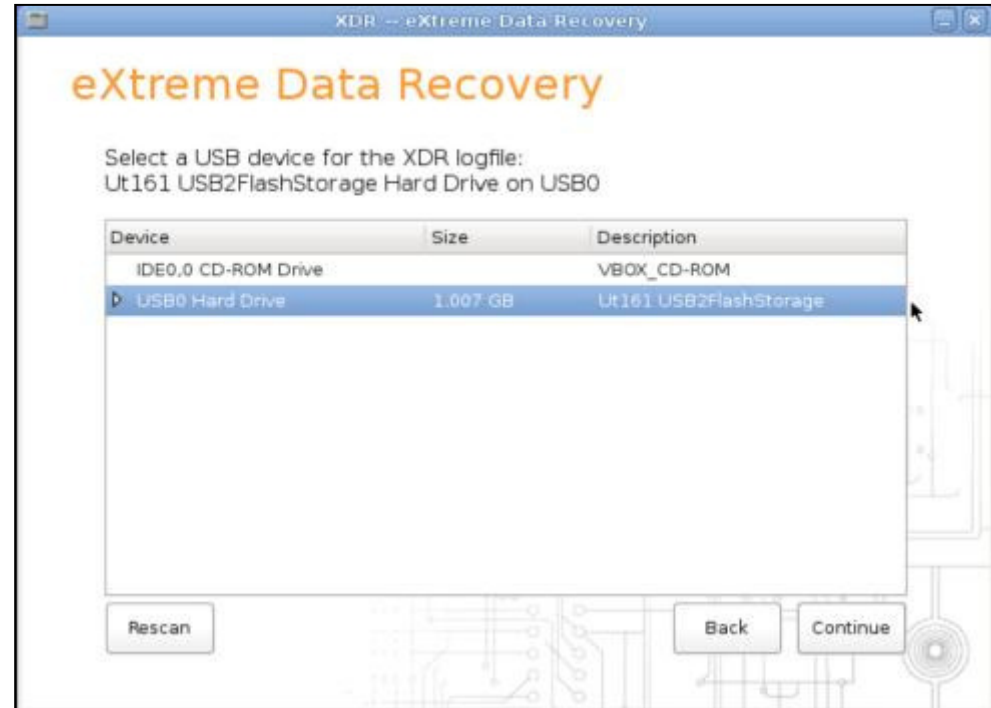 XDR -- eXtreme Data Recovery
eXtreme Data Recovery
Select a USB device for the XDR logfile:
Ut161 USB2FlashStorage Hard Drive on USB0
Device Size Description
IDE0,0 CD-ROM Drive VBOX_CD-ROM
USB0 Hard Drive 1.007 GB Ut161 USB2FlashStorage
Rescan Back Continue